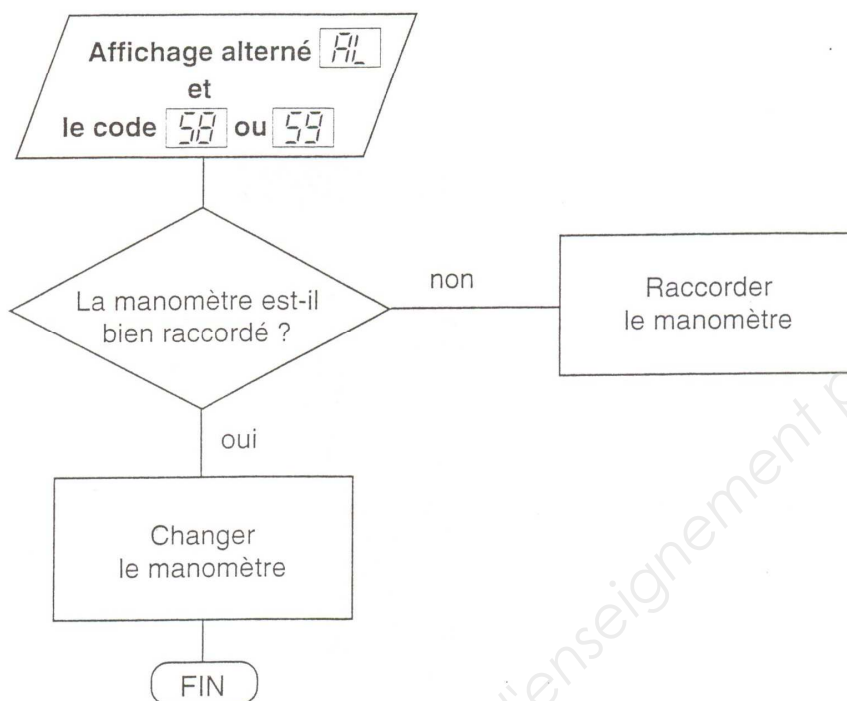 Affichage alterné AL
et
le code 58 ou 59
La manomètre est-il
bien raccordé ?
non
Raccorder
le manomètre
oui
Changer
le manomètre
FIN
d'enseignement p